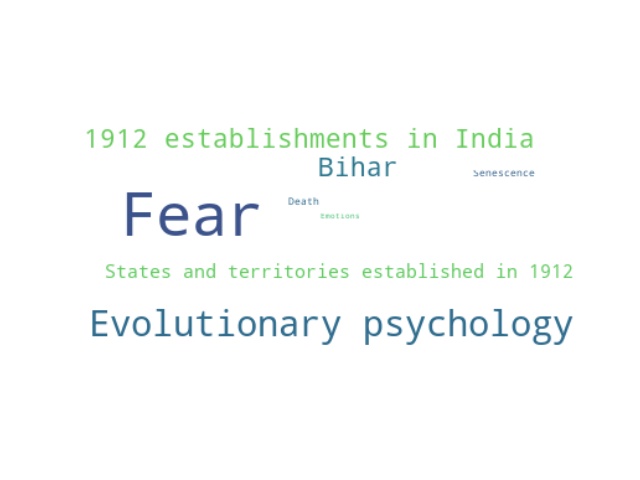 1912 establishments in India
Bihar
Senescence
Fear
Death
Emotions
States and territories established in 1912
Evolutionary psychology